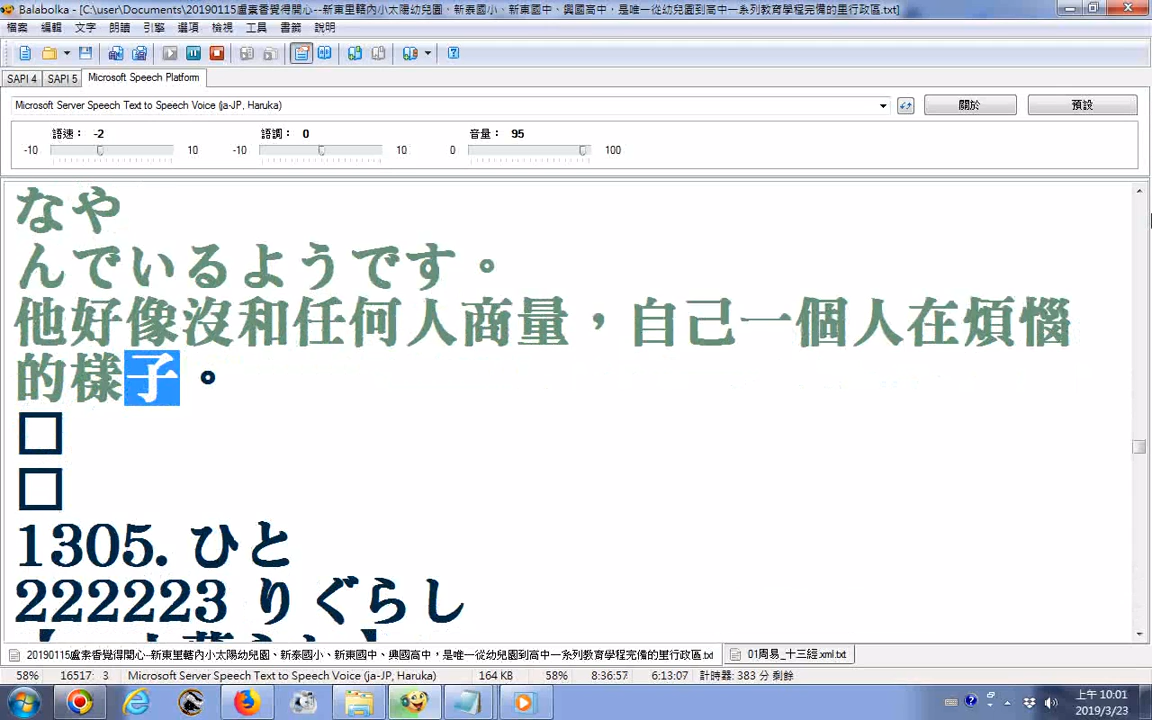 Balabolka - [C:\user\Documents\20190115盧素香覺得開心--新東里轄內小太陽幼兒園、新泰國小、新東國中、興國高中，是唯一從幼兒園到高中一系列教育學程完備的里行政區.txt]
檔案 編輯 文字 朗讀 引擎 選項 檢視 工具 書籤 說明
SAPI 4 SAPI 5 Microsoft Speech Platform
Microsoft Server Speech Text to Speech Voice (ja-JP, Haruka) 關於 預設
語速： -2 語調： 0 音量： 95
-10 10 -10 10 0 100
なや
んでいるようです。
他好像沒和任何人商量，自己一個人在煩惱
的樣子。
□
□
1305. ひと
222223 りぐらし
20190115盧素香覺得開心--新東里轄內小太陽幼兒園、新泰國小、新東國中、興國高中，是唯一從幼兒園到高中一系列教育學程完備的里行政區.txt 01周易_十三經.xml.txt
58% 16517: 3 Microsoft Server Speech Text to Speech Voice (ja-JP, Haruka) 164 KB 58% 8:36:57 6:13:07 計時器: 383 分 剩餘
上午 10:01
2019/3/23